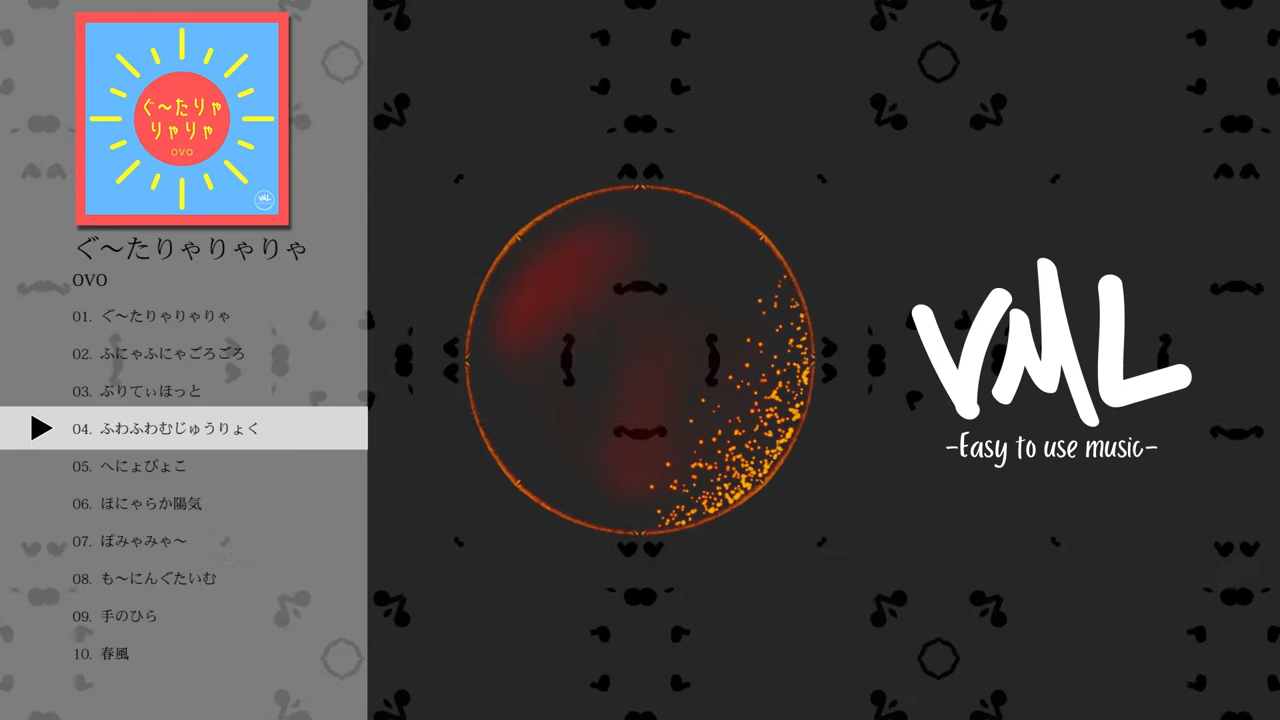 ぐ〜たりゃ
りゃりゃ
OVO
VML
ぐ〜たりゃりゃりゃ
OVO
01. ぐ〜たりゃりゃりゃ
02. ふにゃふにゃごろごろ
03. ぷりてぃほっと
04. ふわふわむじゅうりょく
05. へにょぴょこ
06. ほにゃらか陽気
07. ぽみゃみゃ〜
08. も〜にんぐたいむ
09. 手のひら
10. 春風
VML
-Easy to use music-